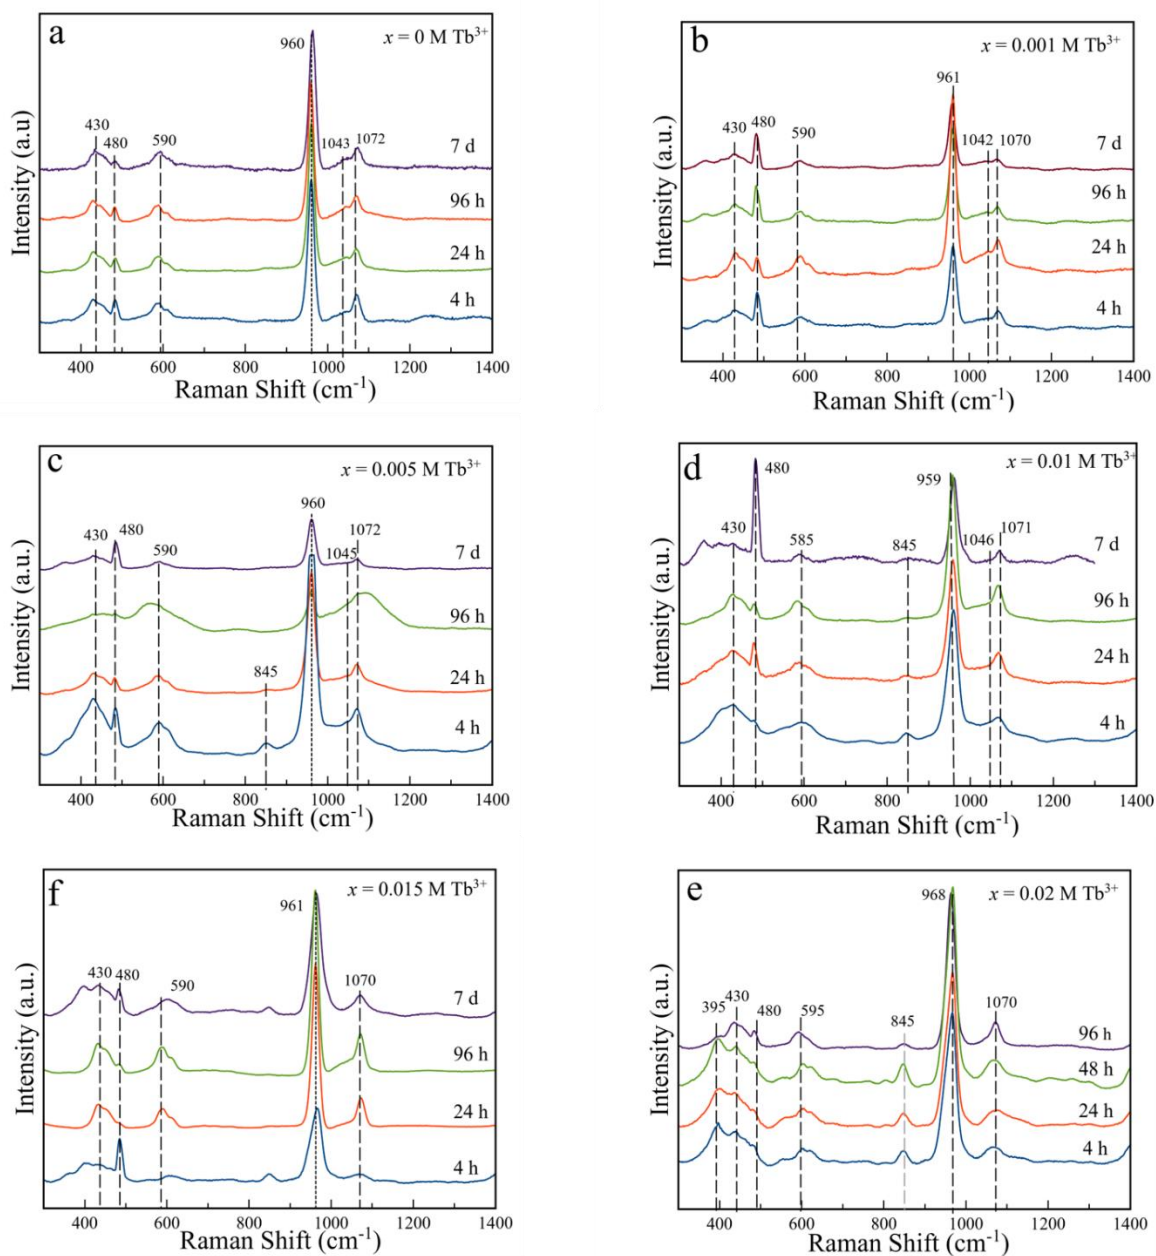 a
x = 0 M Tb³⁺
960
430
480
590
1043
1072
7 d
96 h
24 h
4 h
Intensity (a.u)
400 600 800 1000 1200 1400
Raman Shift (cm⁻¹)
b
x = 0.001 M Tb³⁺
961
430
480
590
1042
1070
7 d
96 h
24 h
4 h
Intensity (a.u.)
400 600 800 1000 1200 1400
Raman Shift (cm⁻¹)
c
x = 0.005 M Tb³⁺
960
430
480
590
845
1045
1072
7 d
96 h
24 h
4 h
Intensity (a.u.)
400 600 800 1000 1200 1400
Raman Shift (cm⁻¹)
d
x = 0.01 M Tb³⁺
480
959
430
585
845
1046
1071
7 d
96 h
24 h
4 h
Intensity (a.u.)
400 600 800 1000 1200 1400
Raman Shift (cm⁻¹)
f
x = 0.015 M Tb³⁺
961
430
480
590
1070
7 d
96 h
24 h
4 h
Intensity (a.u.)
400 600 800 1000 1200 1400
Raman Shift (cm⁻¹)
e
x = 0.02 M Tb³⁺
968
395
430
480
595
845
1070
96 h
48 h
24 h
4 h
Intensity (a.u.)
400 600 800 1000 1200 1400
Raman Shift (cm⁻¹)